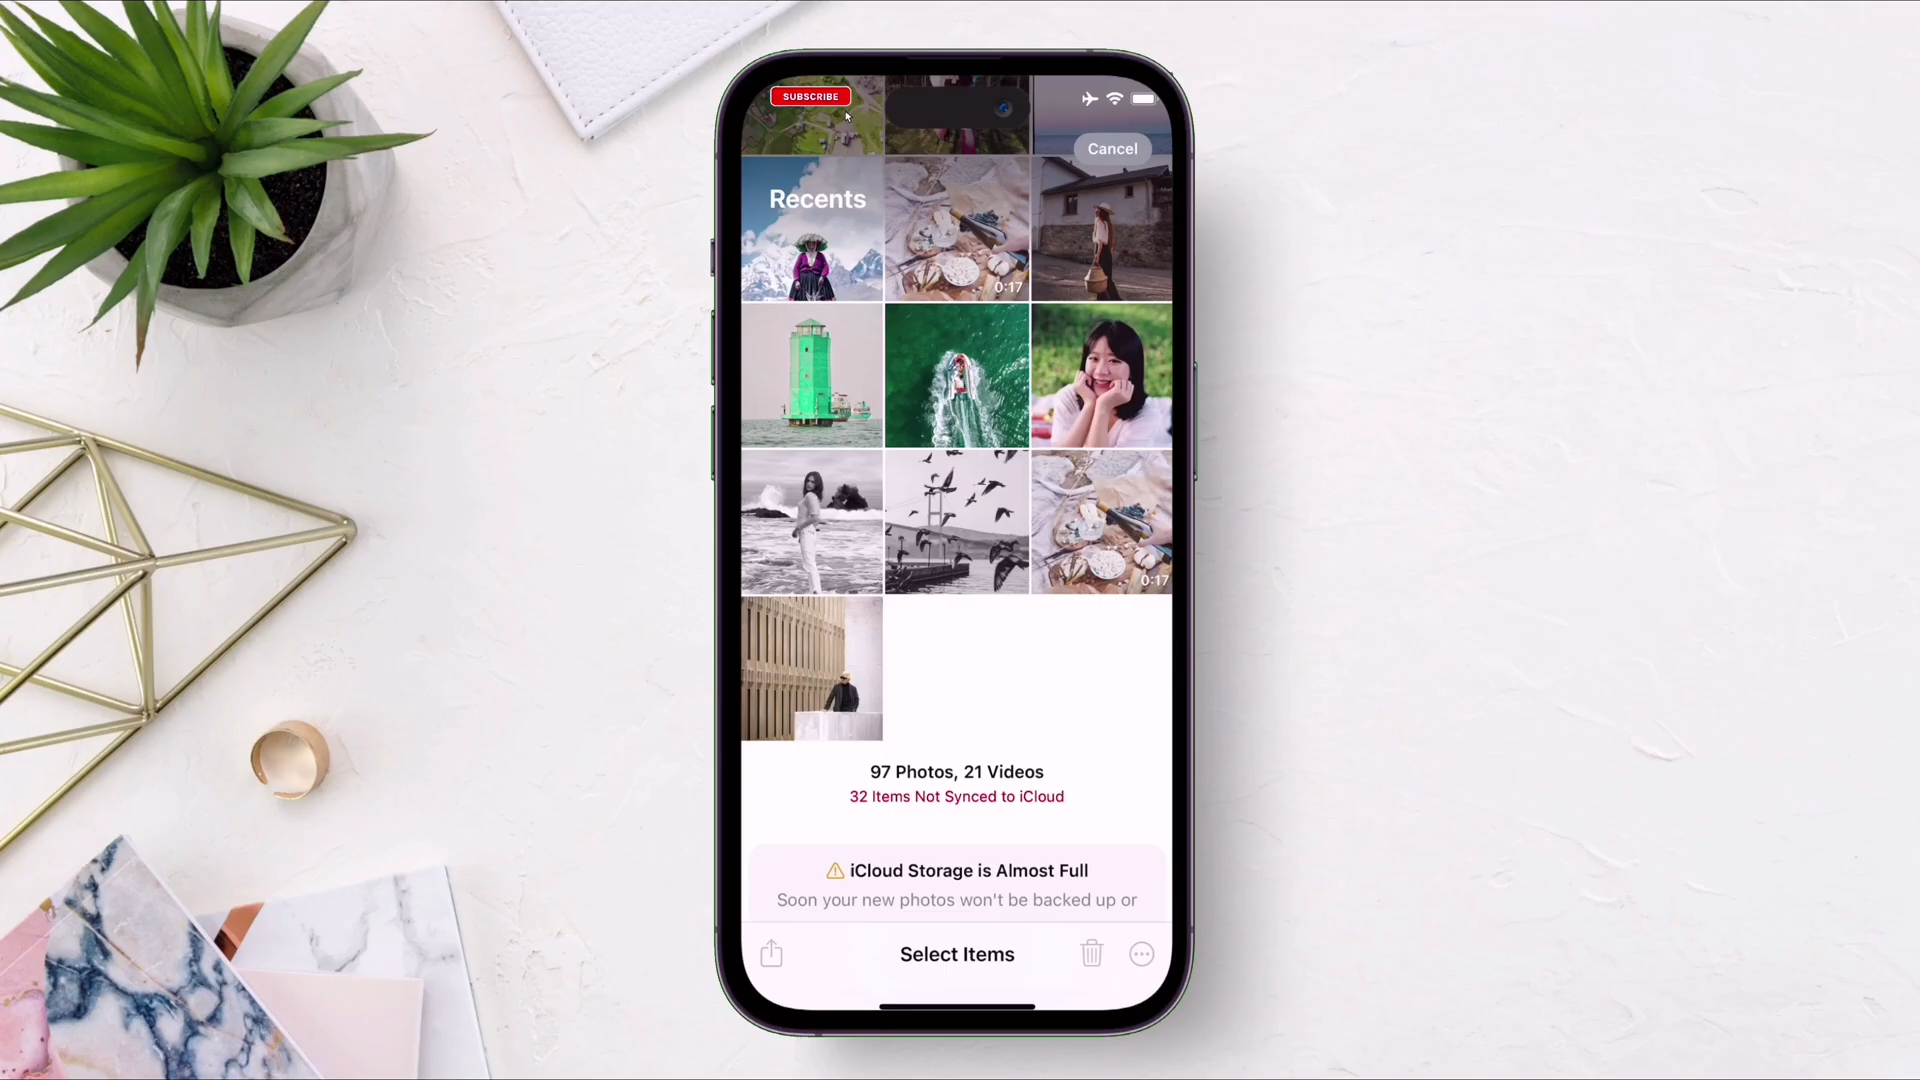 SUBSCRIBE
Cancel
Recents
0:17
0:17
97 Photos, 21 Videos
32 Items Not Synced to iCloud
iCloud Storage is Almost Full
Soon your new photos won't be backed up or
Select Items